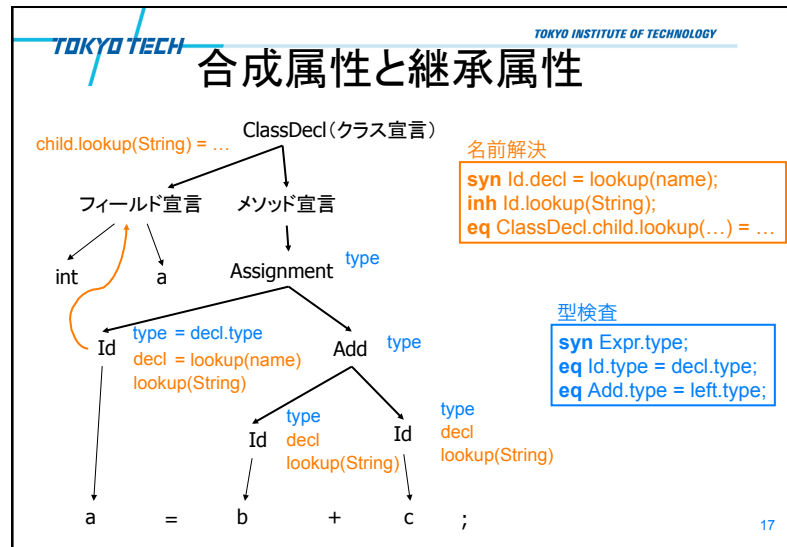 TOKYO TECH
TOKYO INSTITUTE OF TECHNOLOGY
合成属性と継承属性
child.lookup(String) = …
ClassDecl（クラス宣言）
フィールド宣言
メソッド宣言
int
a
Assignment
type
Id
type = decl.type
decl = lookup(name)
lookup(String)
Add
type
Id
type
decl
lookup(String)
Id
type
decl
lookup(String)
a = b + c ;
名前解決
syn Id.decl = lookup(name);
inh Id.lookup(String);
eq ClassDecl.child.lookup(…) = …
型検査
syn Expr.type;
eq Id.type = decl.type;
eq Add.type = left.type;
17